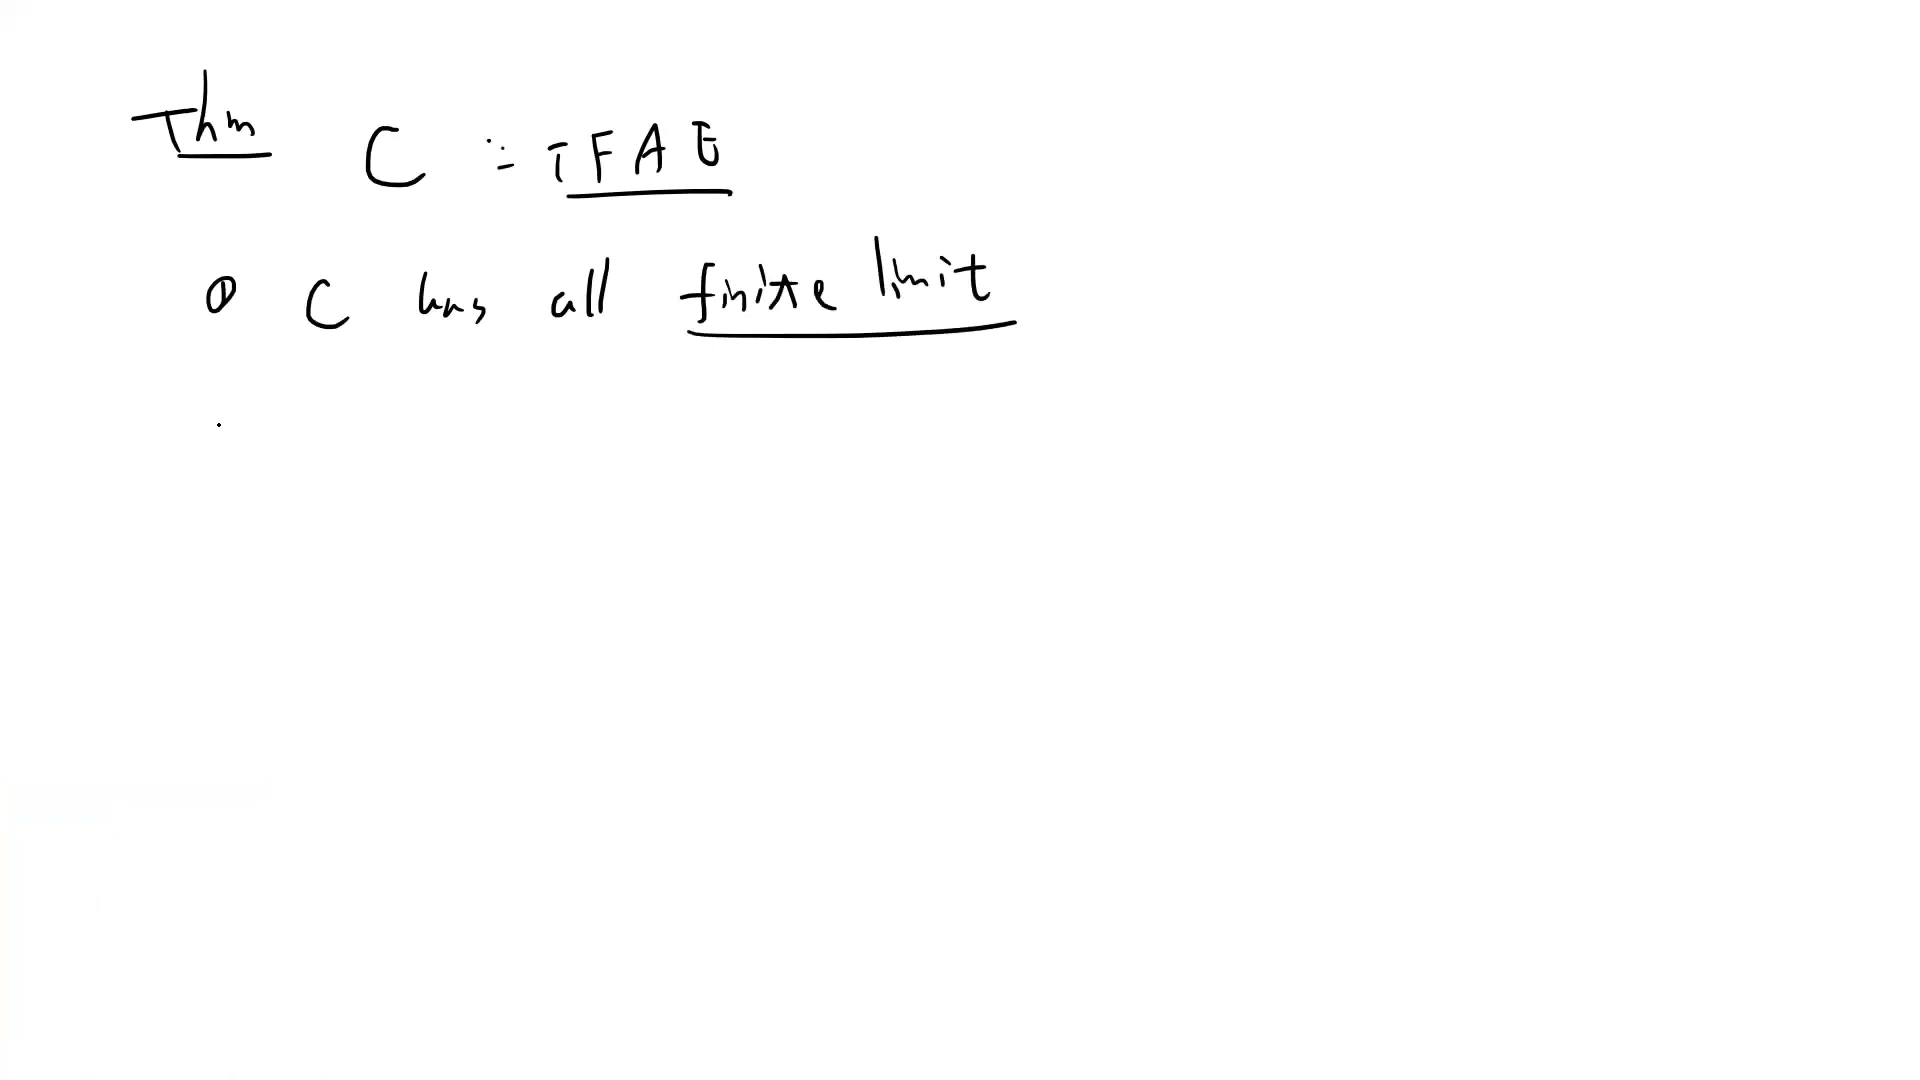 Thm C : TFAE
① C has all finite limit